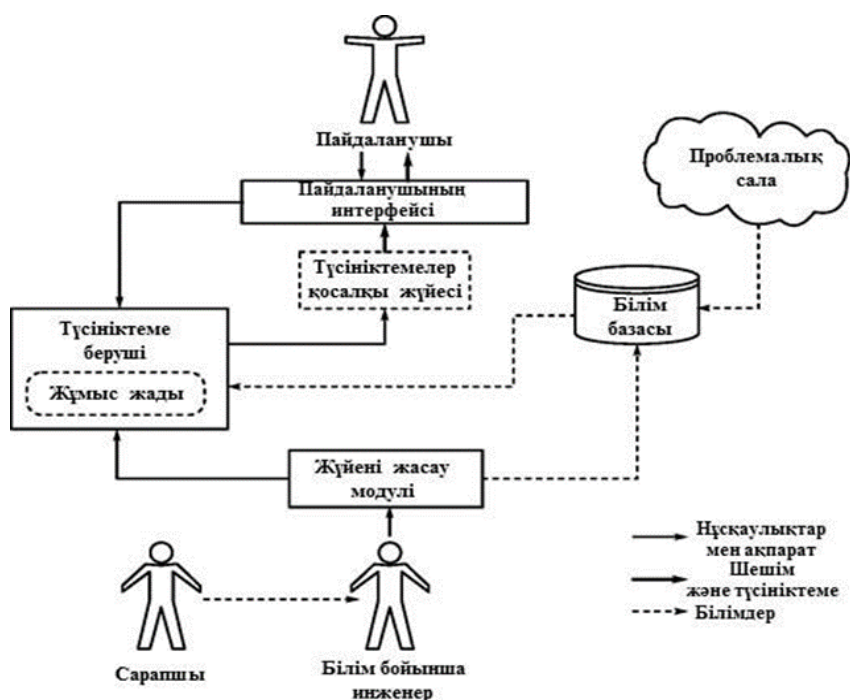 Пайдаланушы
Проблемалық
сала
Пайдаланушының
интерфейсі
Түсініктемелер
қосалқы жүйесі
Білім
базасы
Түсініктеме
беруші
Жұмыс жады
Жүйені жасау
модулі
Нұсқаулықтар
мен ақпарат
Шешім
және түсініктеме
Білімдер
Сарапшы
Білім бойынша
инженер